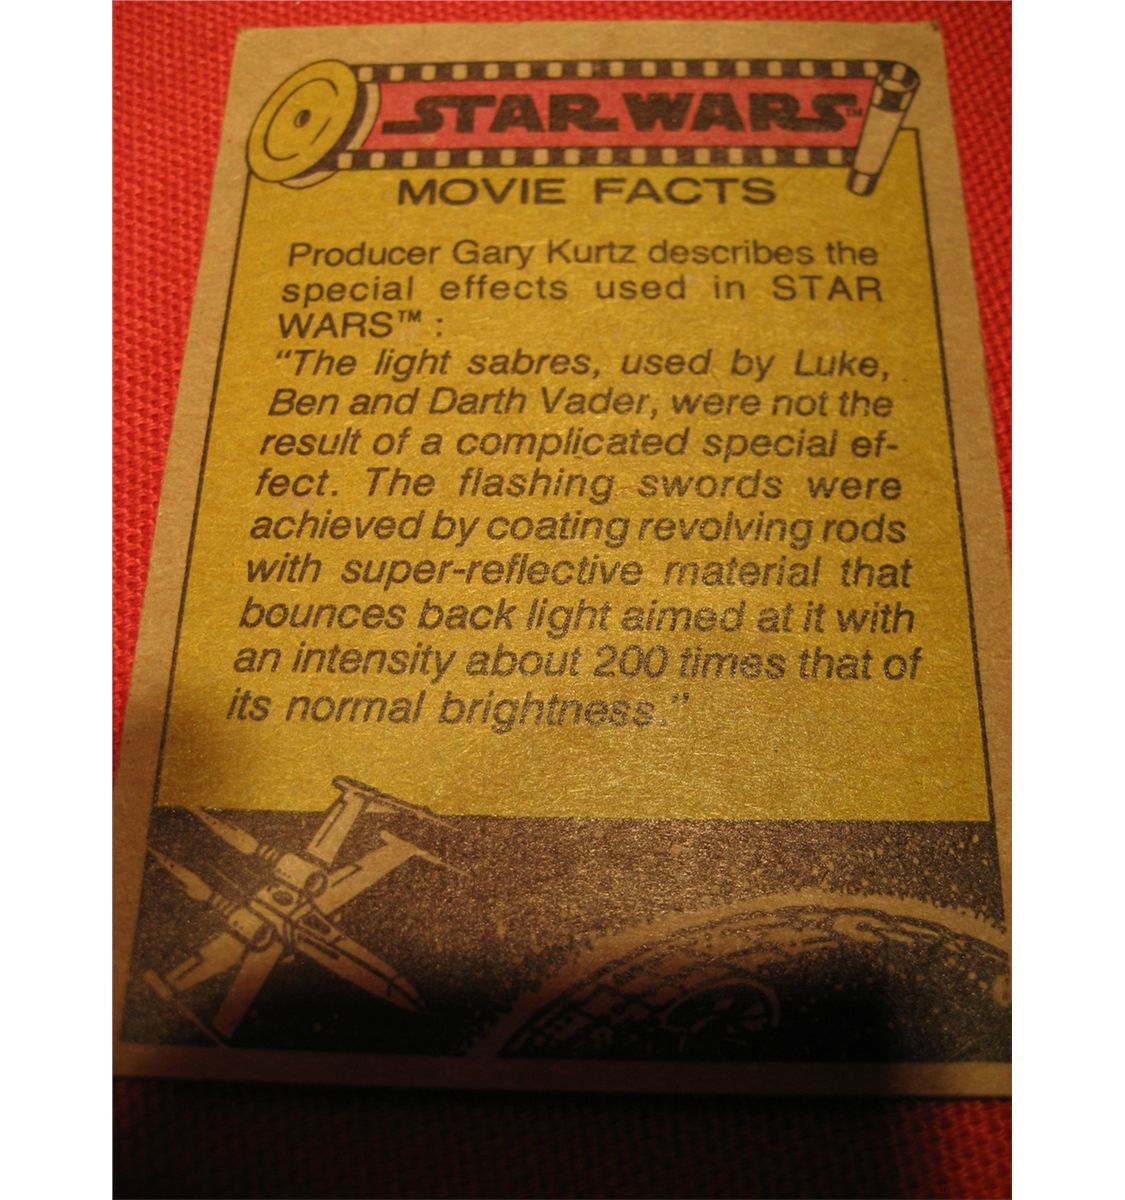 STAR WARS™
MOVIE FACTS
Producer Gary Kurtz describes the
special effects used in STAR
WARS™ :
“The light sabres, used by Luke,
Ben and Darth Vader, were not the
result of a complicated special ef-
fect. The flashing swords were
achieved by coating revolving rods
with super-reflective material that
bounces back light aimed at it with
an intensity about 200 times that of
its normal brightness.”